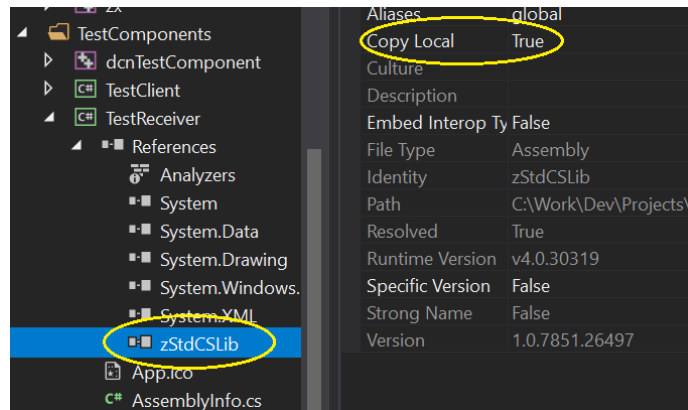 TestComponents
dcnTestComponent
C# TestClient
C# TestReceiver
References
Analyzers
System
System.Data
System.Drawing
System.Windows.
System.XML
zStdCSLib
App.ico
C# AssemblyInfo.cs
Aliases global
Copy Local True
Culture
Description
Embed Interop Ty False
File Type Assembly
Identity zStdCSLib
Path C:\Work\Dev\Projects\
Resolved True
Runtime Version v4.0.30319
Specific Version False
Strong Name False
Version 1.0.7851.26497